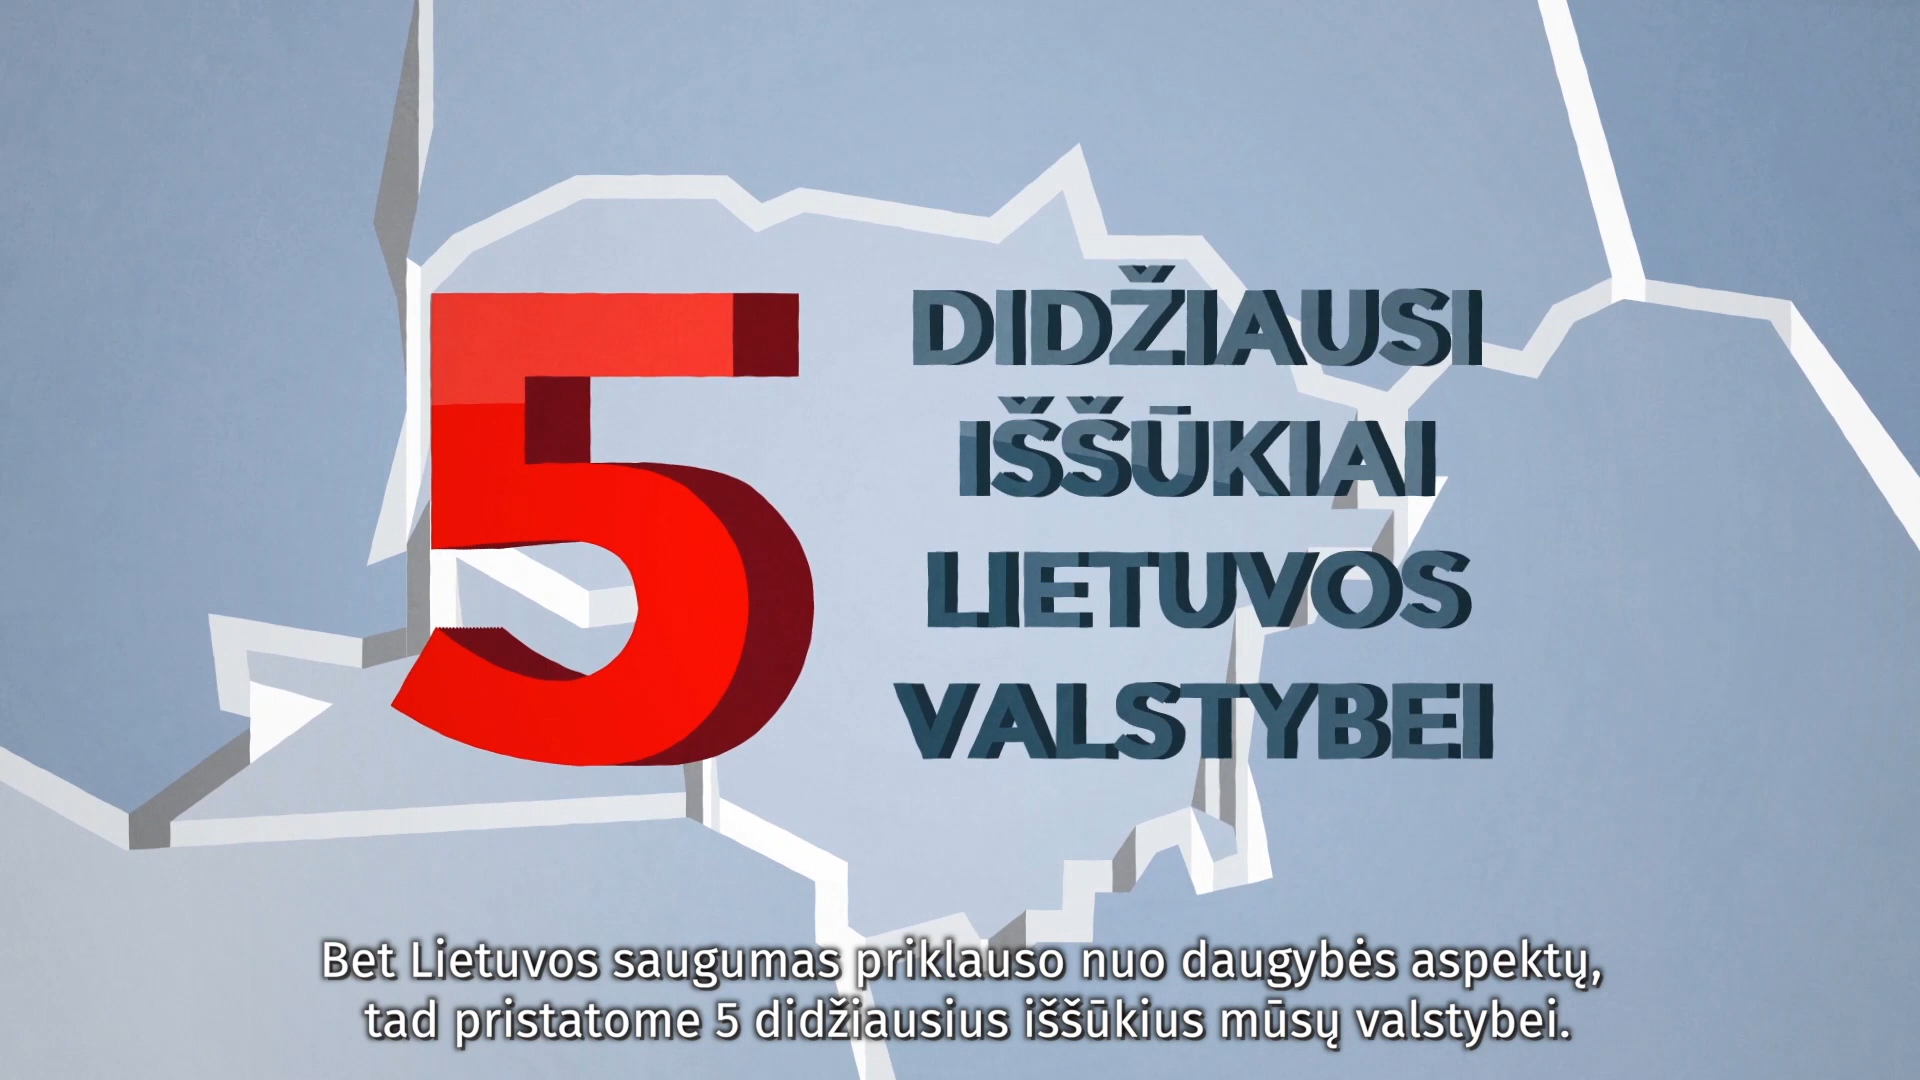 5
DIDŽIAUSI
IŠŠŪKIAI
LIETUVOS
VALSTYBEI
Bet Lietuvos saugumas priklauso nuo daugybės aspektų,
tad pristatome 5 didžiausius iššūkius mūsų valstybei.